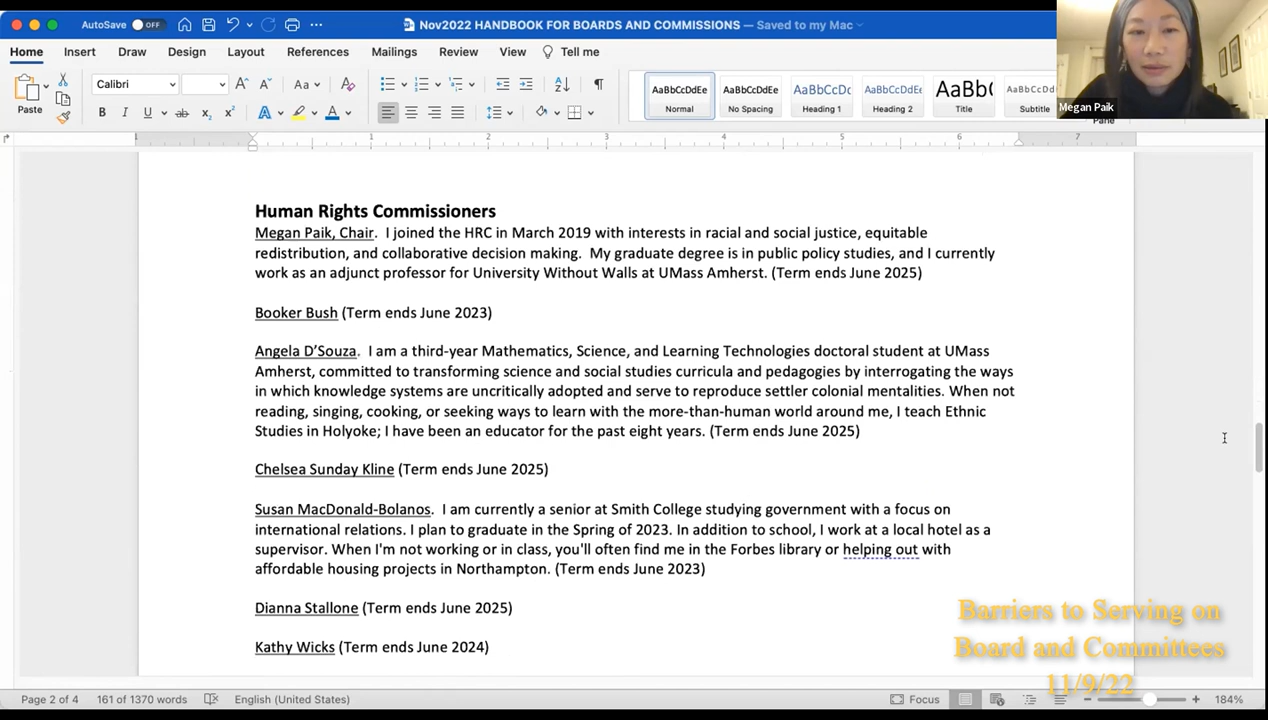 AutoSave OFF
Nov2022 HANDBOOK FOR BOARDS AND COMMISSIONS — Saved to my Mac
Home Insert Draw Design Layout References Mailings Review View Tell me
Paste
Calibri
Aa
AaBbCcDdEe
Normal
AaBbCcDdEe
No Spacing
AaBbCcDc
Heading 1
AaBbCcDdEe
Heading 2
AaBb(
Title
AaBbCcDdEe
Subtitle
Pane
Megan Paik
1 1 2 3 4 5 6 7
Human Rights Commissioners
Megan Paik, Chair. I joined the HRC in March 2019 with interests in racial and social justice, equitable
redistribution, and collaborative decision making. My graduate degree is in public policy studies, and I currently
work as an adjunct professor for University Without Walls at UMass Amherst. (Term ends June 2025)
Booker Bush (Term ends June 2023)
Angela D’Souza. I am a third-year Mathematics, Science, and Learning Technologies doctoral student at UMass
Amherst, committed to transforming science and social studies curricula and pedagogies by interrogating the ways
in which knowledge systems are uncritically adopted and serve to reproduce settler colonial mentalities. When not
reading, singing, cooking, or seeking ways to learn with the more-than-human world around me, I teach Ethnic
Studies in Holyoke; I have been an educator for the past eight years. (Term ends June 2025)
Chelsea Sunday Kline (Term ends June 2025)
Susan MacDonald-Bolanos. I am currently a senior at Smith College studying government with a focus on
international relations. I plan to graduate in the Spring of 2023. In addition to school, I work at a local hotel as a
supervisor. When I'm not working or in class, you'll often find me in the Forbes library or helping out with
affordable housing projects in Northampton. (Term ends June 2023)
Dianna Stallone (Term ends June 2025)
Kathy Wicks (Term ends June 2024)
Barriers to Serving on
Board and Committees
11/9/22
Page 2 of 4 161 of 1370 words English (United States) Focus 184%